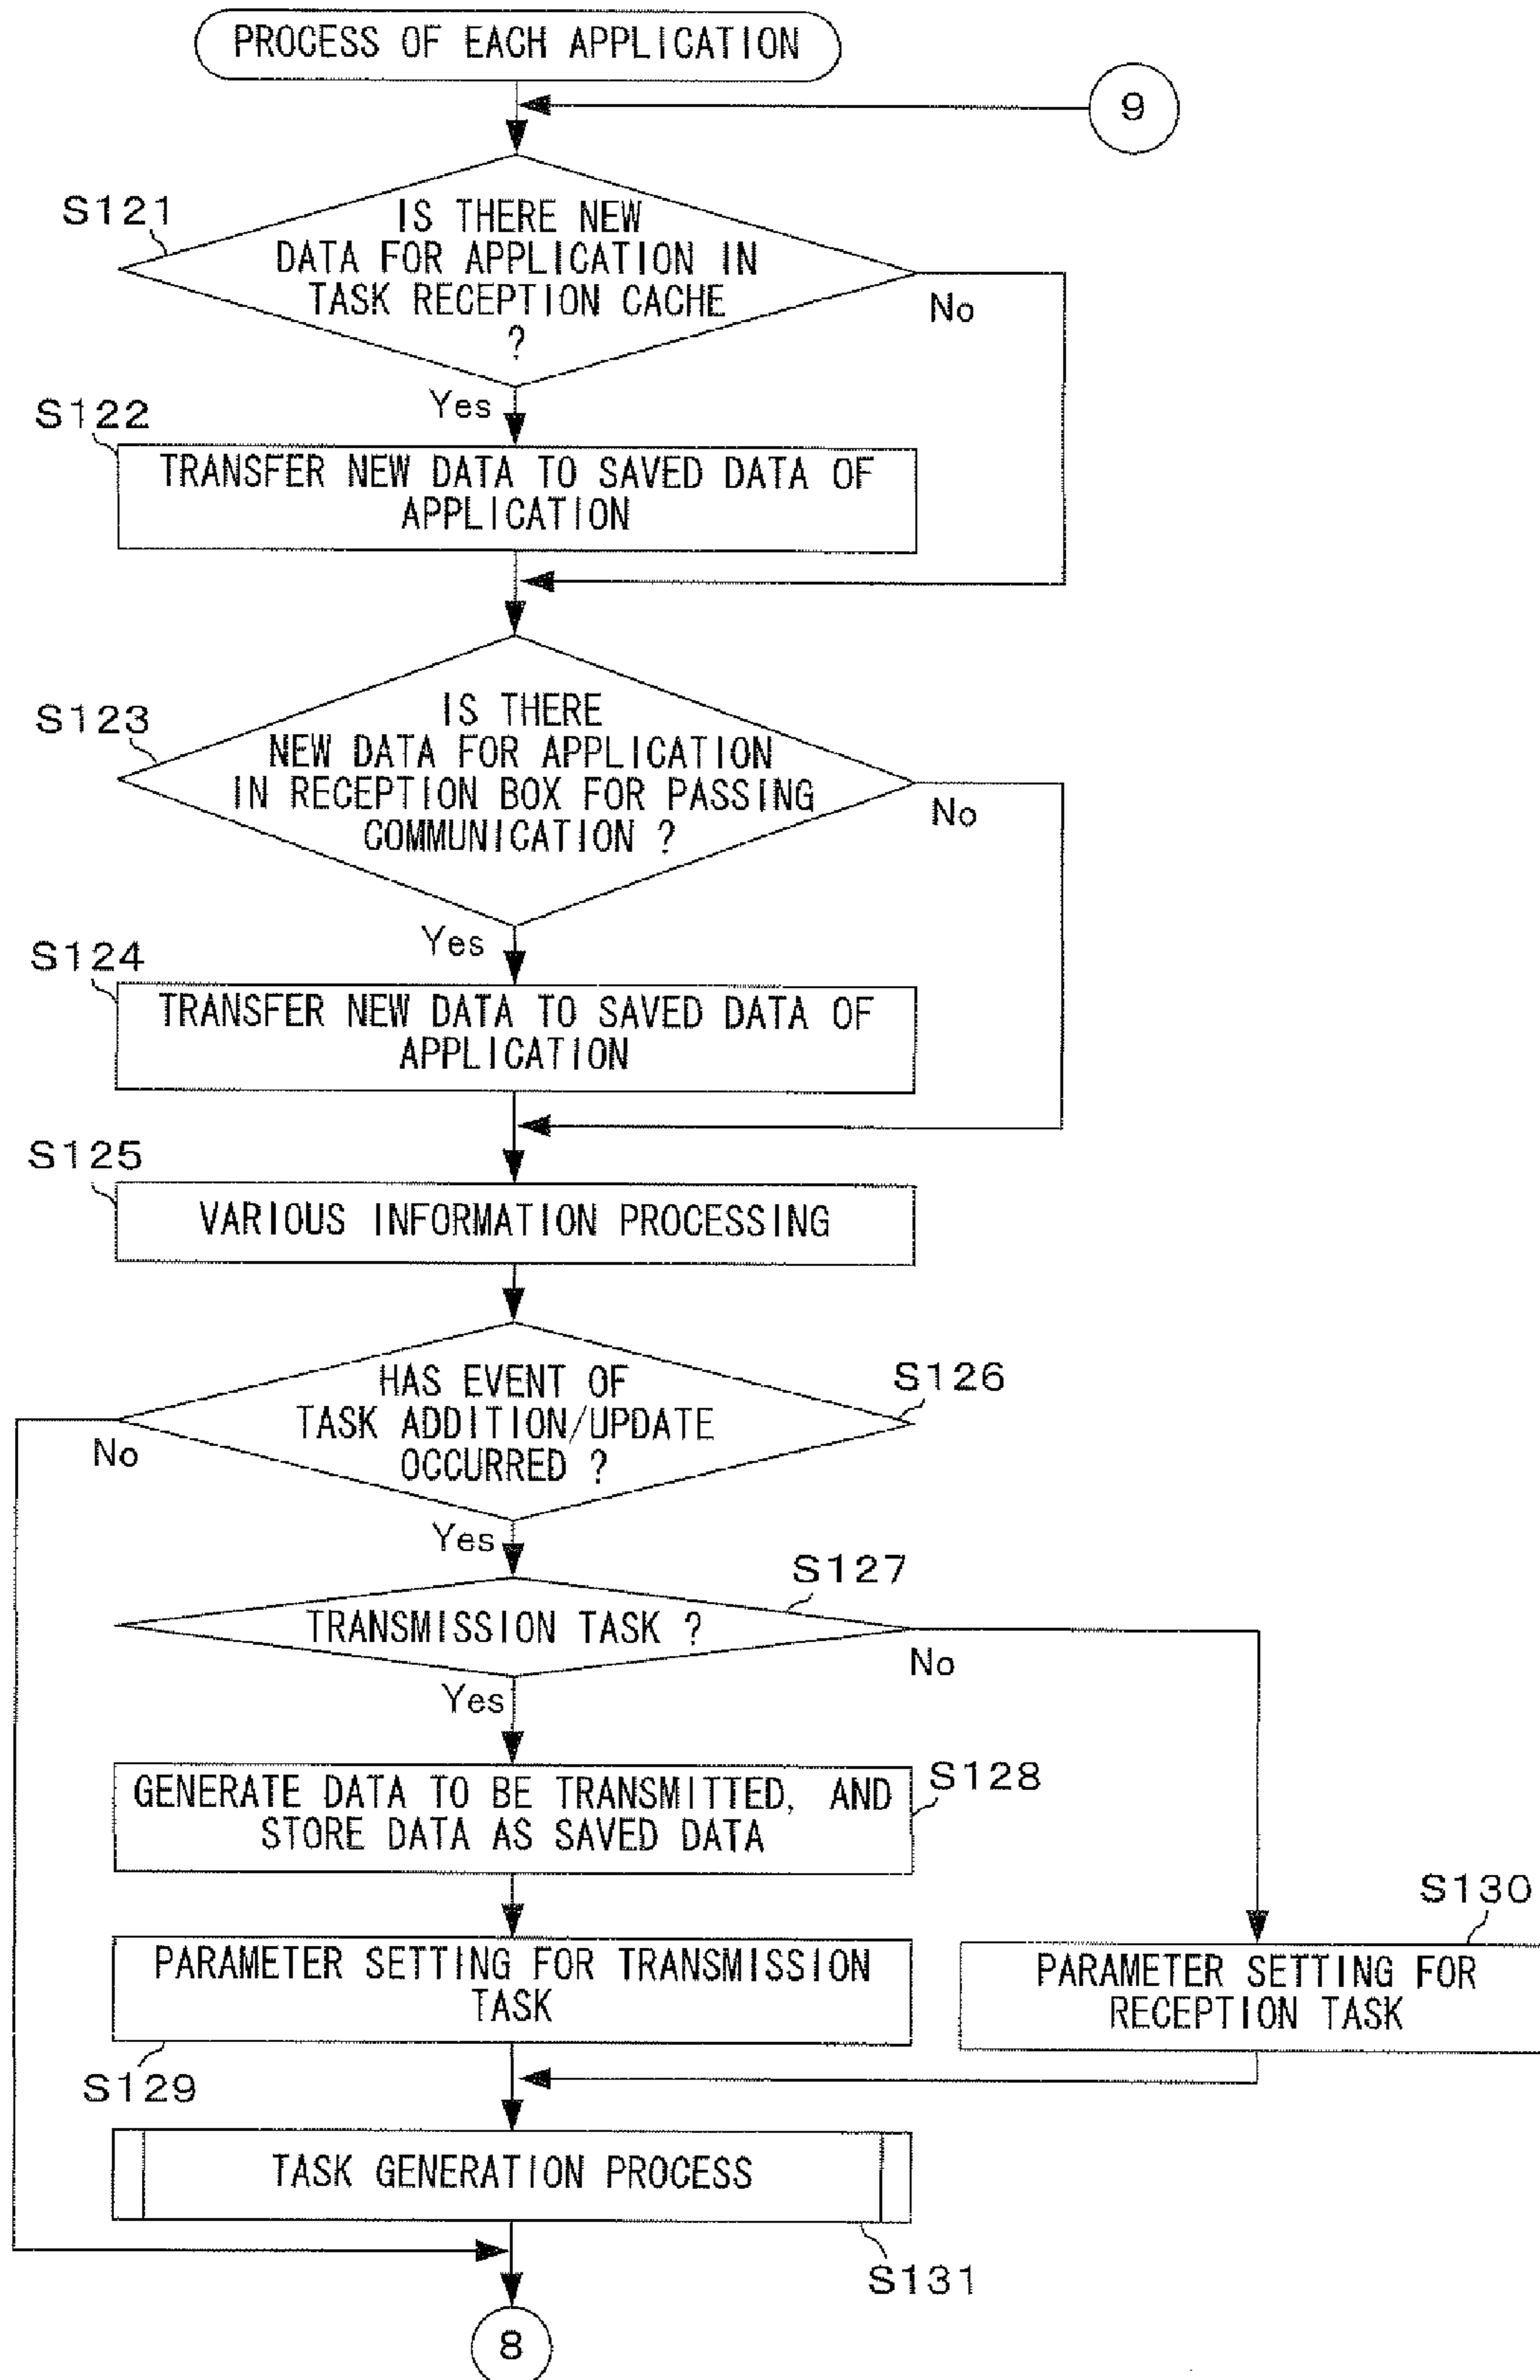 PROCESS OF EACH APPLICATION
9
S121
IS THERE NEW
DATA FOR APPLICATION IN
TASK RECEPTION CACHE
?
No
Yes
S122
TRANSFER NEW DATA TO SAVED DATA OF
APPLICATION
S123
IS THERE
NEW DATA FOR APPLICATION
IN RECEPTION BOX FOR PASSING
COMMUNICATION ?
No
Yes
S124
TRANSFER NEW DATA TO SAVED DATA OF
APPLICATION
S125
VARIOUS INFORMATION PROCESSING
HAS EVENT OF
TASK ADDITION/UPDATE
OCCURRED ?
S126
No
Yes
S127
TRANSMISSION TASK ?
No
Yes
GENERATE DATA TO BE TRANSMITTED, AND
STORE DATA AS SAVED DATA
S128
PARAMETER SETTING FOR TRANSMISSION
TASK
S129
S130
PARAMETER SETTING FOR
RECEPTION TASK
TASK GENERATION PROCESS
S131
8